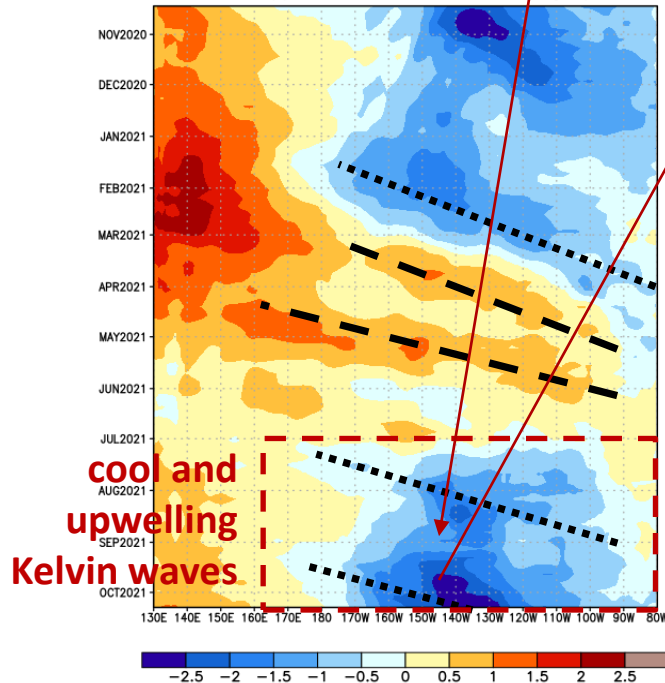 NOV2020
DEC2020
JAN2021
FEB2021
MAR2021
APR2021
MAY2021
JUN2021
JUL2021
cool and
AUG2021
upwelling
SEP2021
Kelvin waves
OCT2021
130E 140E 150E 160E 170E 180 170W 160W 150W 140W 130W 120W 110W 100W 90W 80W
-2.5 -2 -1.5 -1 -0.5 0 0.5 1 1.5 2 2.5